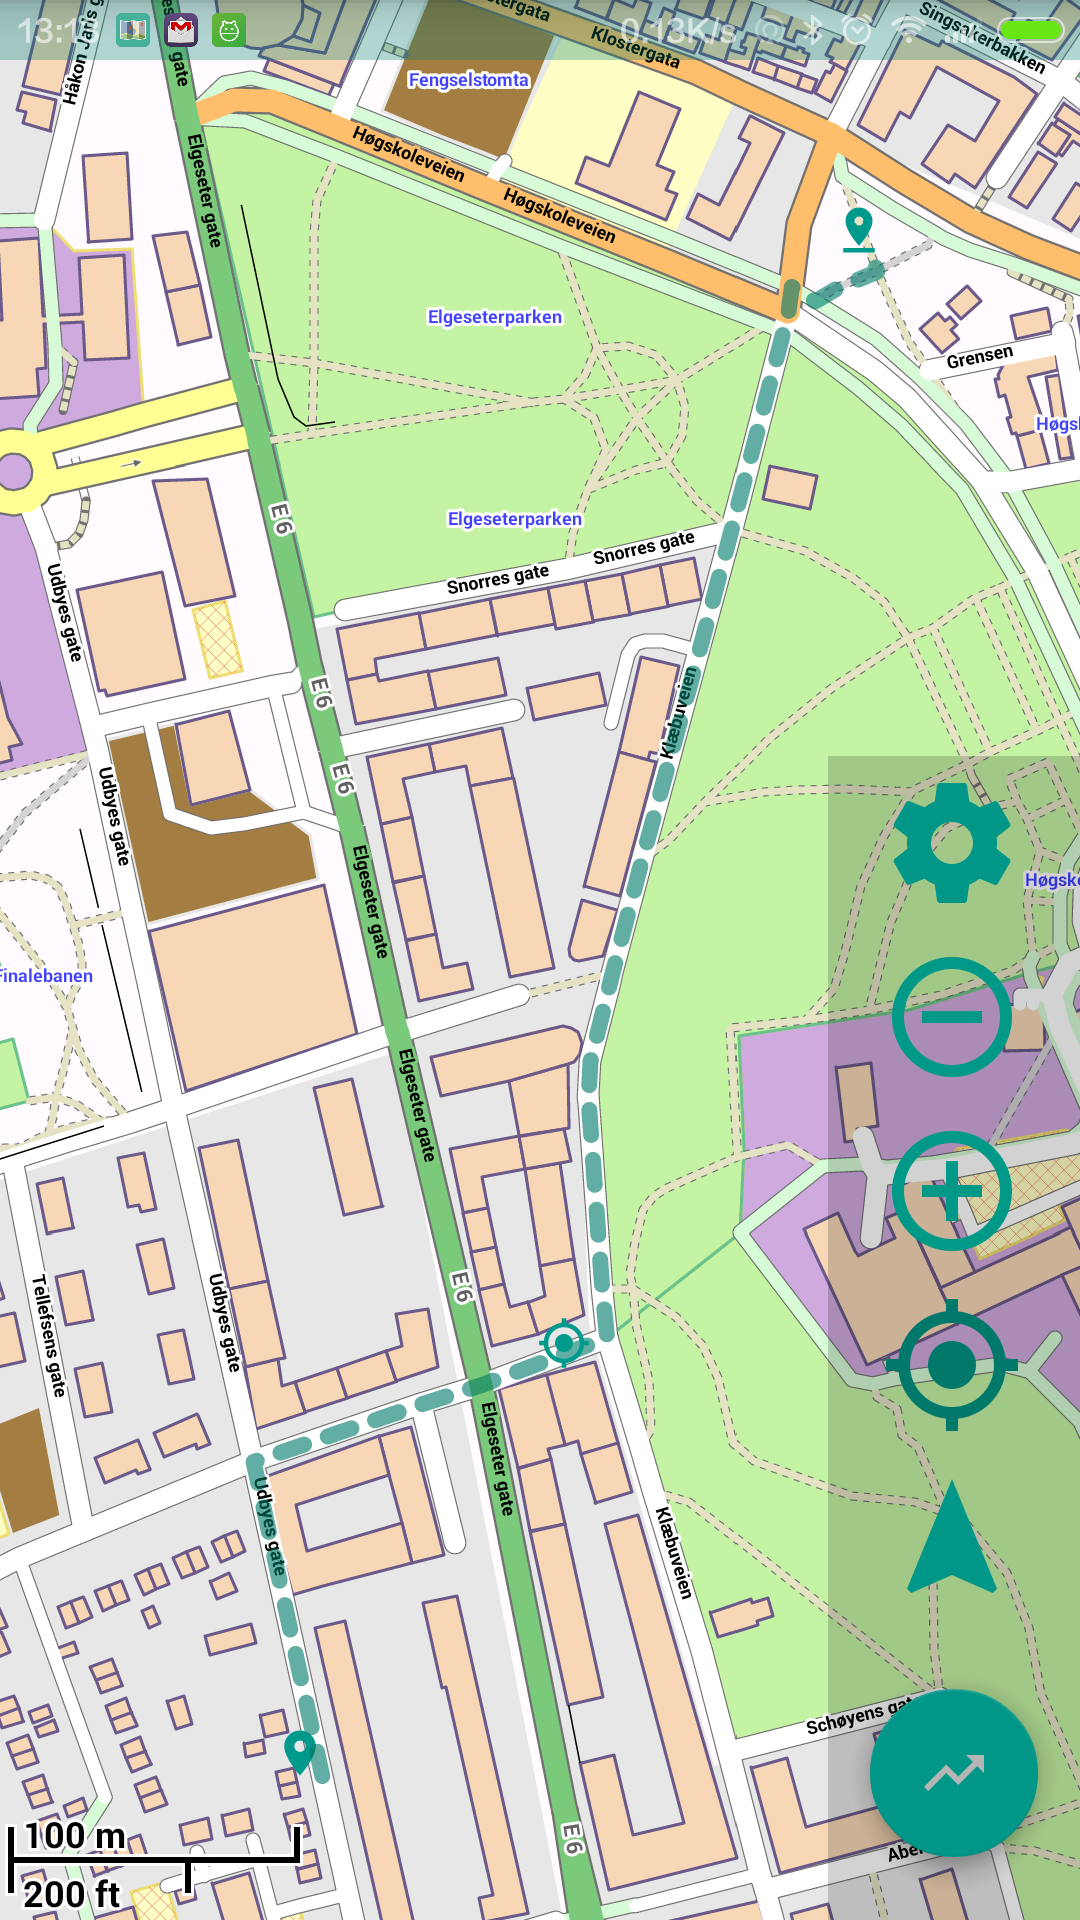 0.13K/s
Klostergata
Singsakerbakken
Fengselstomta
Høgskoleveien
Høgskoleveien
Elgeseter gate
Elgeseterparken
Grensen
Elgeseterparken
E6
Snorres gate
Snorres gate
Udbyes gate
E6
Klæbuveien
E6
Udbyes gate
Elgeseter gate
Finalebanen
Elgeseter gate
E6
Udbyes gate
Tellefsens gate
Elgeseter gate
Udbyes gate
Klæbuveien
E6
100 m
200 ft